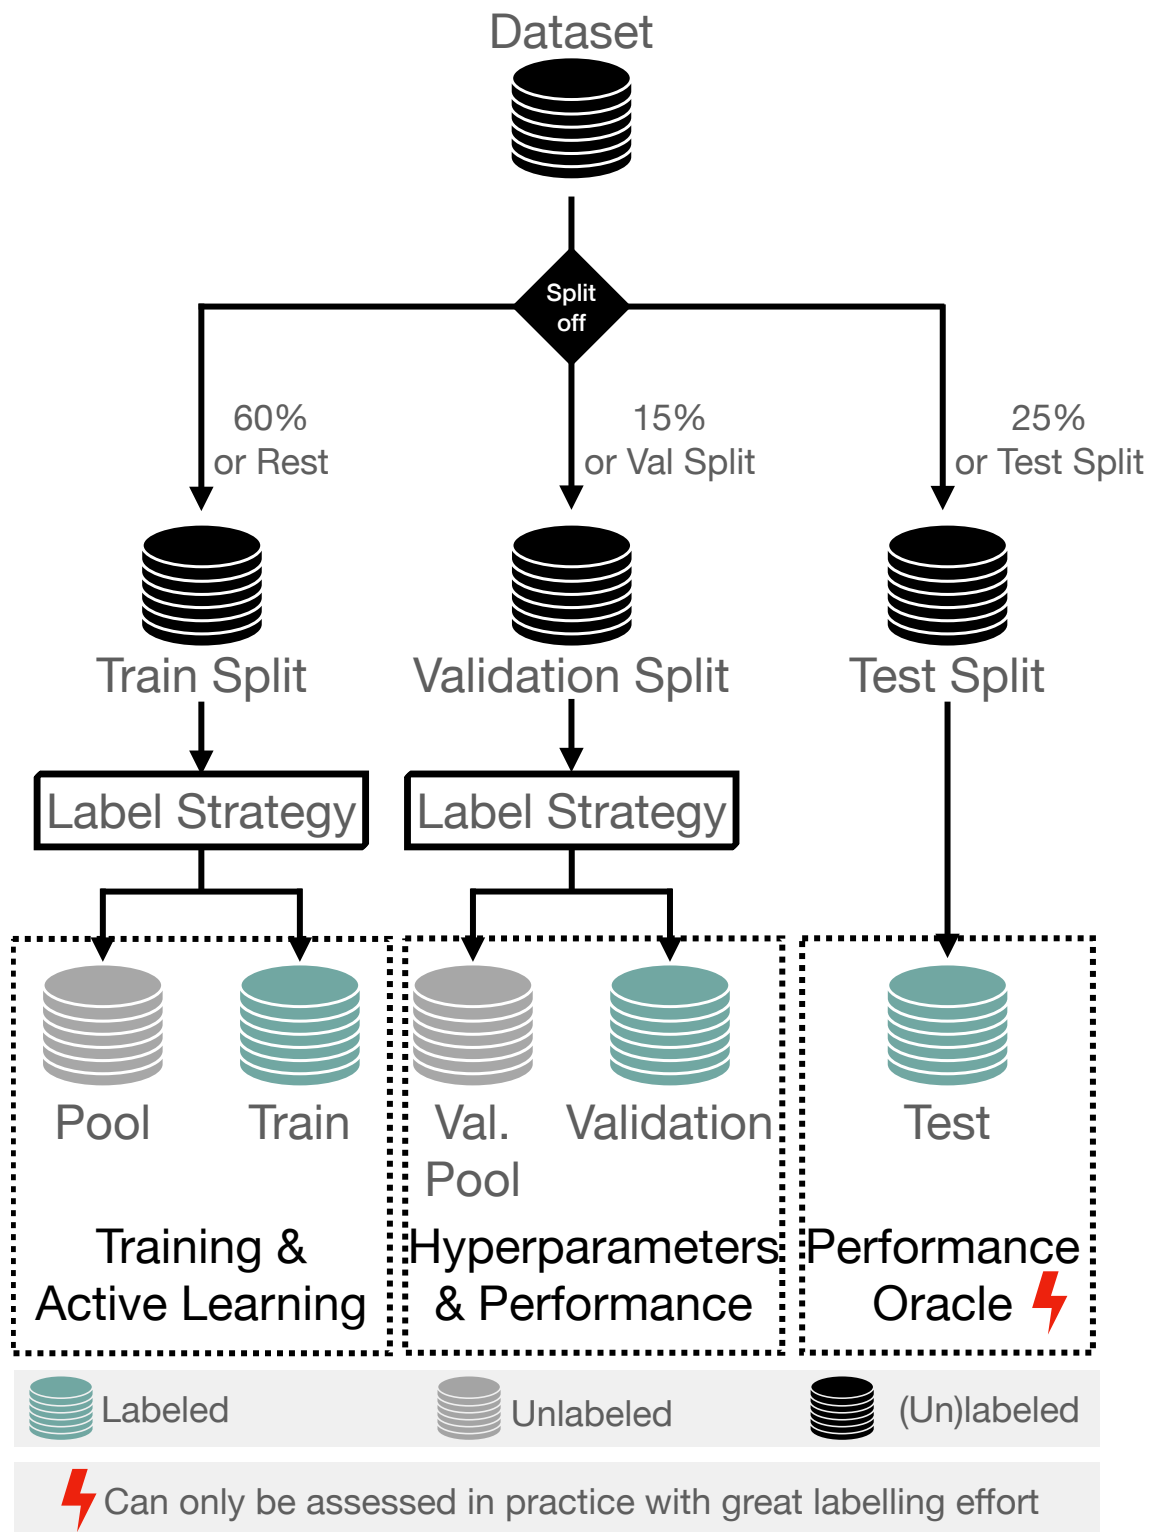 Dataset
Split
off
60%
or Rest
15%
or Val Split
25%
or Test Split
Train Split
Validation Split
Test Split
Label Strategy
Label Strategy
Pool
Train
Val.
Pool
Validation
Test
Training &
Active Learning
Hyperparameters
& Performance
Performance
Oracle
Labeled
Unlabeled
(Un)labeled
Can only be assessed in practice with great labelling effort